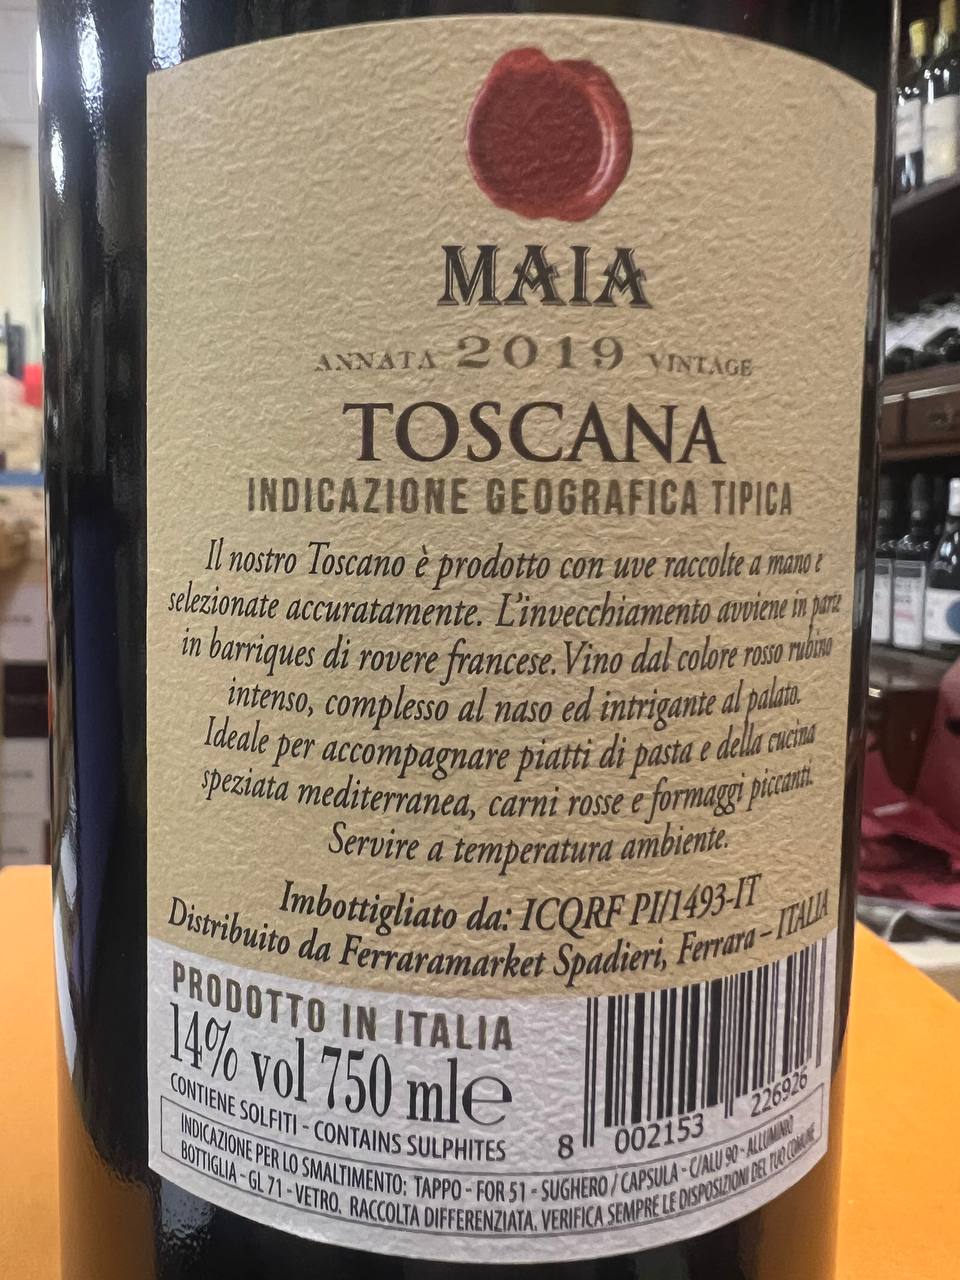 MAIA
ANNATA 2019 VINTAGE
TOSCANA
INDICAZIONE GEOGRAFICA TIPICA
Il nostro Toscano è prodotto con uve raccolte a mano e
selezionate accuratamente. L'invecchiamento avviene in parte
in barriques di rovere francese. Vino dal colore rosso rubino
intenso, complesso al naso ed intrigante al palato.
Ideale per accompagnare piatti di pasta e della cucina
speziata mediterranea, carni rosse e formaggi piccanti.
Servire a temperatura ambiente.
Imbottigliato da: ICQRF PI/1493-IT
Distribuito da Ferraramarket Spadieri, Ferrara – ITALIA
PRODOTTO IN ITALIA
14% vol 750 ml e
CONTIENE SOLFITI - CONTAINS SULPHITES
8 002153 226926
INDICAZIONE PER LO SMALTIMENTO: TAPPO - FOR 51 - SUGHERO / CAPSULA - C/ALU 90 - ALLUMINIO
BOTTIGLIA - GL 71 - VETRO. RACCOLTA DIFFERENZIATA. VERIFICA SEMPRE LE DISPOSIZIONI DEL TUO COMUNE